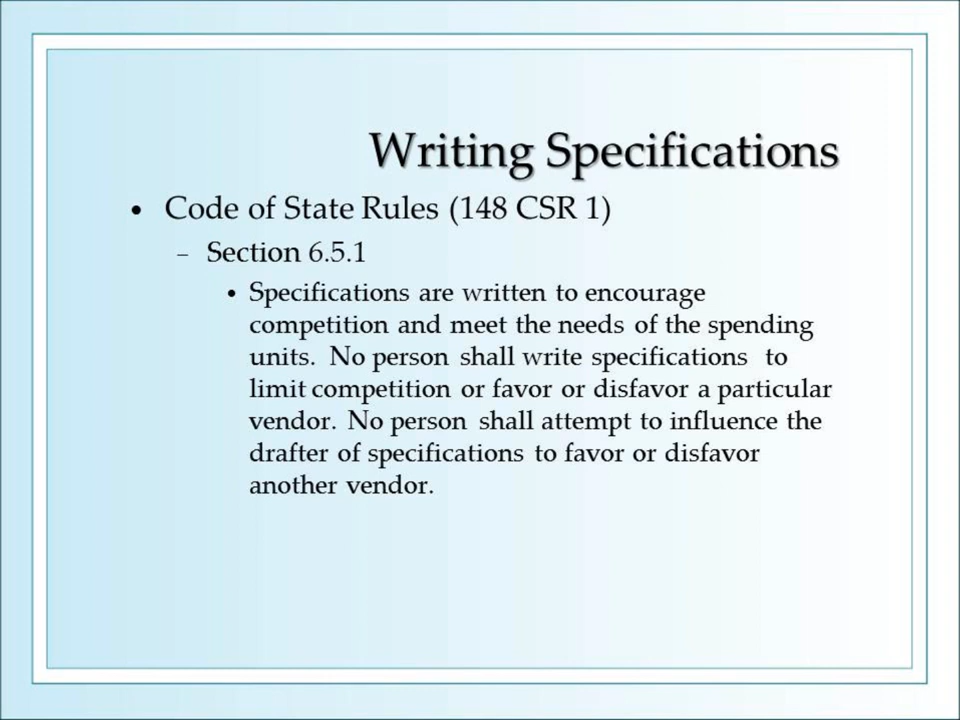 Writing Specifications
• Code of State Rules (148 CSR 1)
– Section 6.5.1
• Specifications are written to encourage
competition and meet the needs of the spending
units. No person shall write specifications to
limit competition or favor or disfavor a particular
vendor. No person shall attempt to influence the
drafter of specifications to favor or disfavor
another vendor.